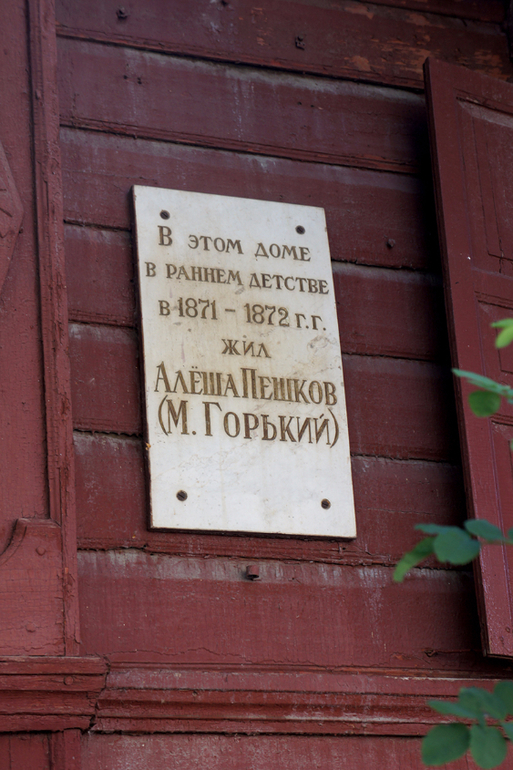 В этом доме
в раннем детстве
в 1871 – 1872 г.г.
жил
Алёша Пешков
(М. Горький)